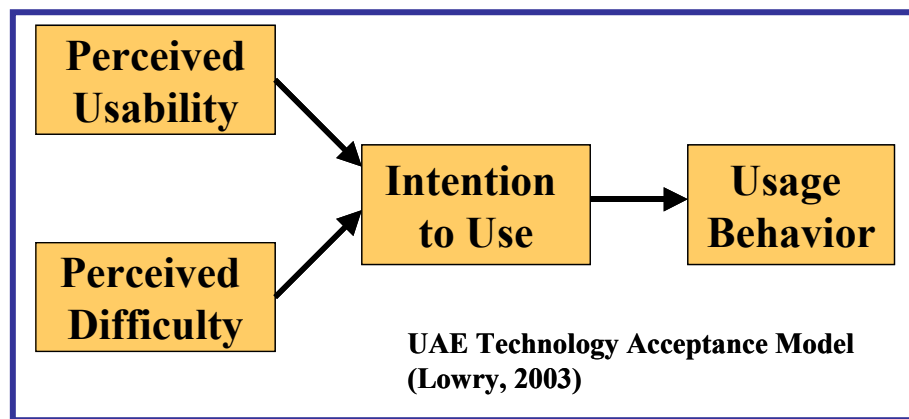 Perceived
Usability
Perceived
Difficulty
Intention
to Use
Usage
Behavior
UAE Technology Acceptance Model
(Lowry, 2003)